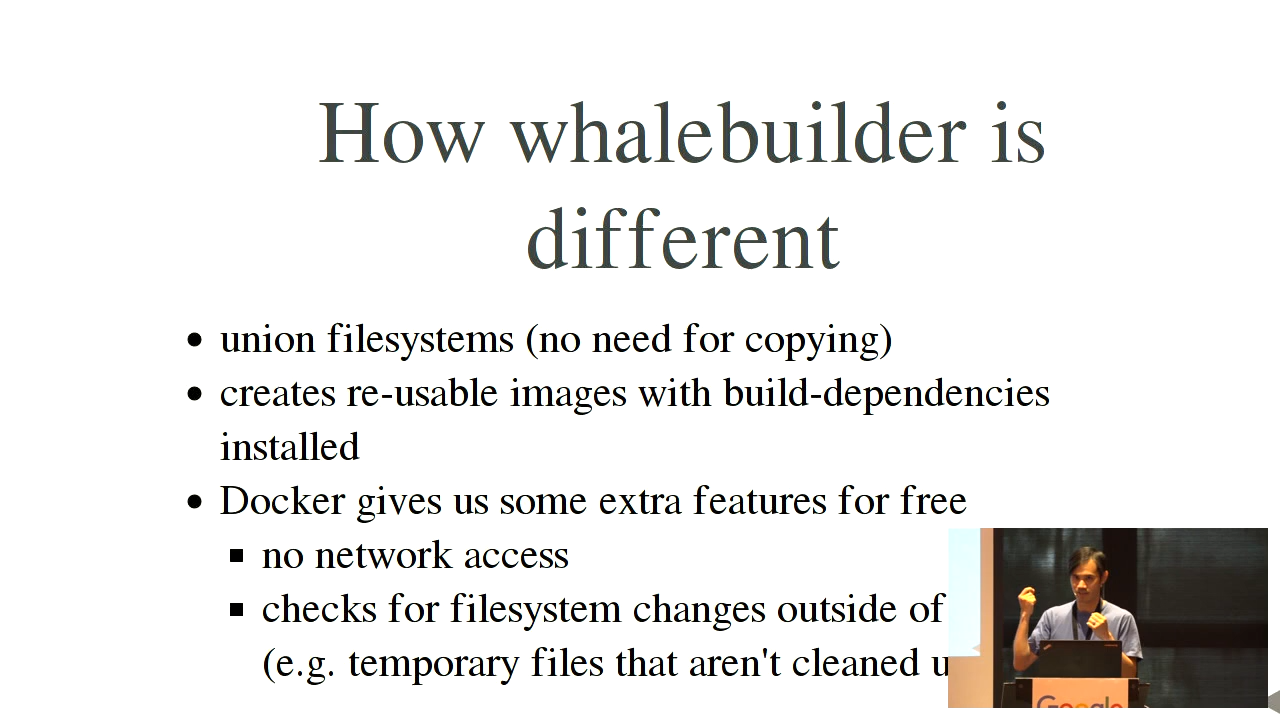 How whalebuilder is
different
union filesystems (no need for copying)
creates re-usable images with build-dependencies
installed
Docker gives us some extra features for free
no network access
checks for filesystem changes outside of
(e.g. temporary files that aren't cleaned u
Google